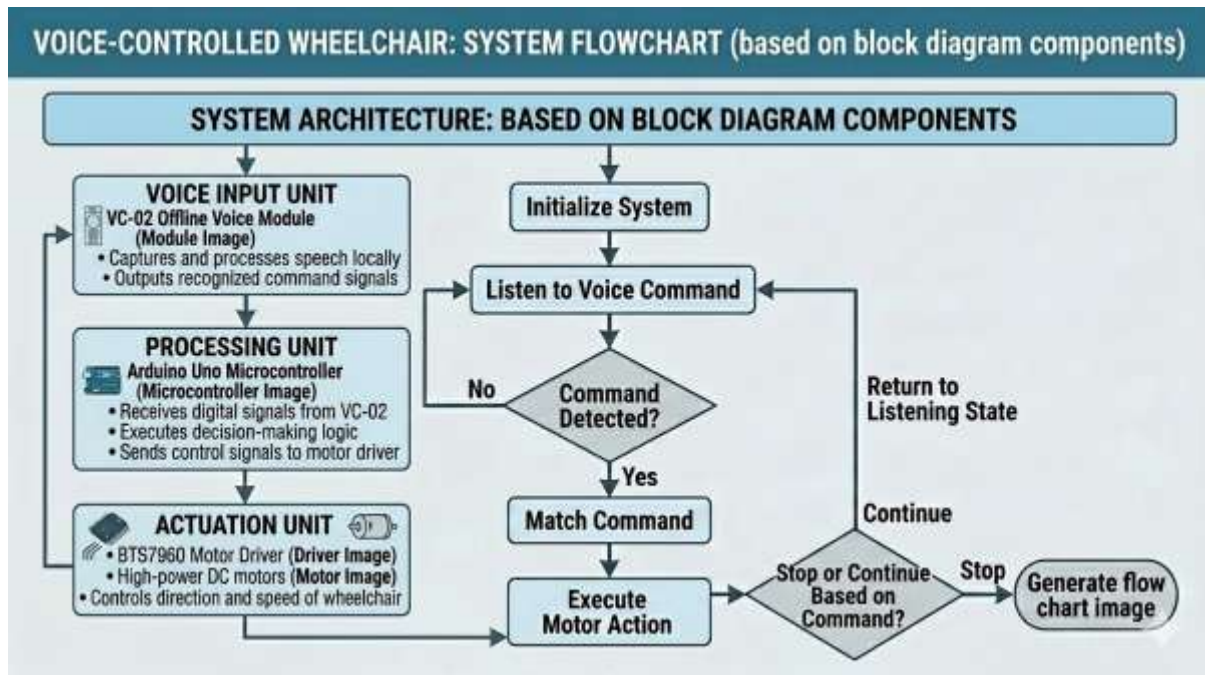 VOICE-CONTROLLED WHEELCHAIR: SYSTEM FLOWCHART (based on block diagram components)
SYSTEM ARCHITECTURE: BASED ON BLOCK DIAGRAM COMPONENTS
VOICE INPUT UNIT
VC-02 Offline Voice Module
(Module Image)
• Captures and processes speech locally
• Outputs recognized command signals
PROCESSING UNIT
Arduino Uno Microcontroller
(Microcontroller Image)
• Receives digital signals from VC-02
• Executes decision-making logic
• Sends control signals to motor driver
ACTUATION UNIT
• BTS7960 Motor Driver (Driver Image)
• High-power DC motors (Motor Image)
• Controls direction and speed of wheelchair
Initialize System
Listen to Voice Command
No
Command
Detected?
Yes
Match Command
Execute
Motor Action
Return to
Listening State
Continue
Stop or Continue
Based on
Command?
Stop
Generate flow
chart image